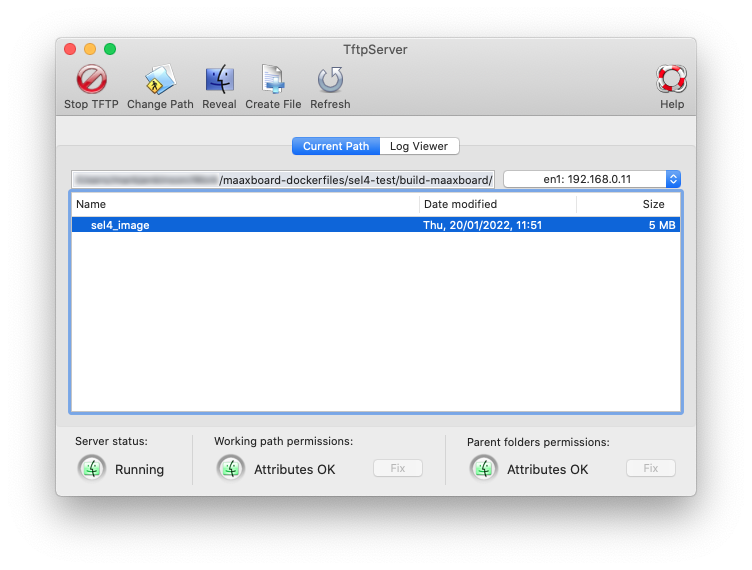 TftpServer
Stop TFTP Change Path Reveal Create File Refresh Help
Current Path Log Viewer
/maaxboard-dockerfiles/sel4-test/build-maaxboard/ en1: 192.168.0.11
Name Date modified Size
sel4_image Thu, 20/01/2022, 11:51 5 MB
Server status: Working path permissions: Parent folders permissions:
Running Attributes OK Fix Attributes OK Fix